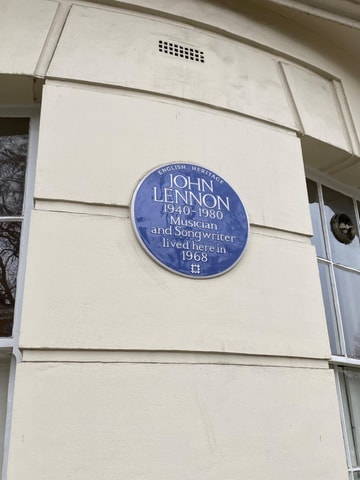 ENGLISH HERITAGE
JOHN
LENNON
1940-1980
Musician
and Songwriter
lived here in
1968